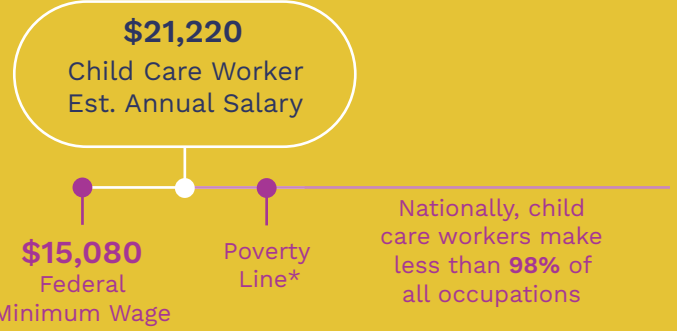 $21,220
Child Care Worker
Est. Annual Salary
$15,080
Federal
Minimum Wage
Poverty
Line*
Nationally, child
care workers make
less than 98% of
all occupations